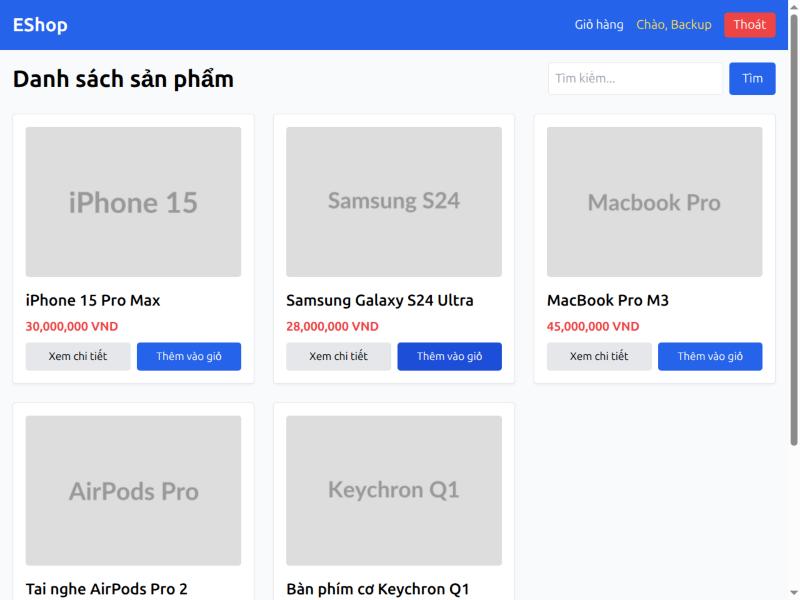 EShop
Giỏ hàng Chào, Backup Thoát
Danh sách sản phẩm
Tìm kiếm... Tìm
iPhone 15 Samsung S24 Macbook Pro
iPhone 15 Pro Max Samsung Galaxy S24 Ultra MacBook Pro M3
30,000,000 VND 28,000,000 VND 45,000,000 VND
Xem chi tiết Thêm vào giỏ Xem chi tiết Thêm vào giỏ Xem chi tiết Thêm vào giỏ
AirPods Pro Keychron Q1
Tai nghe AirPods Pro 2 Bàn phím cơ Keychron Q1